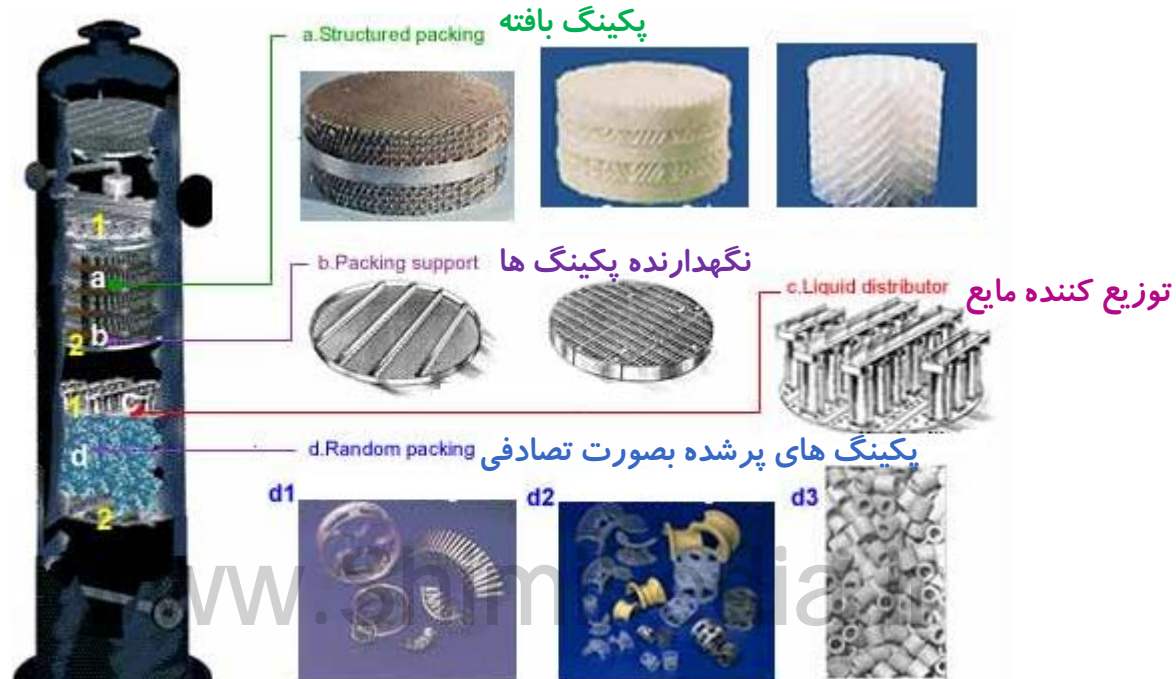 a.Structured packing پکینگ بافته
b.Packing support نگهدارنده پکینگ ها
c.Liquid distributor توزیع کننده مایع
1
a
b
2
1
c
d.Random packing پکینگ های پرشده بصورت تصادفی
d
2
d1
d2
d3